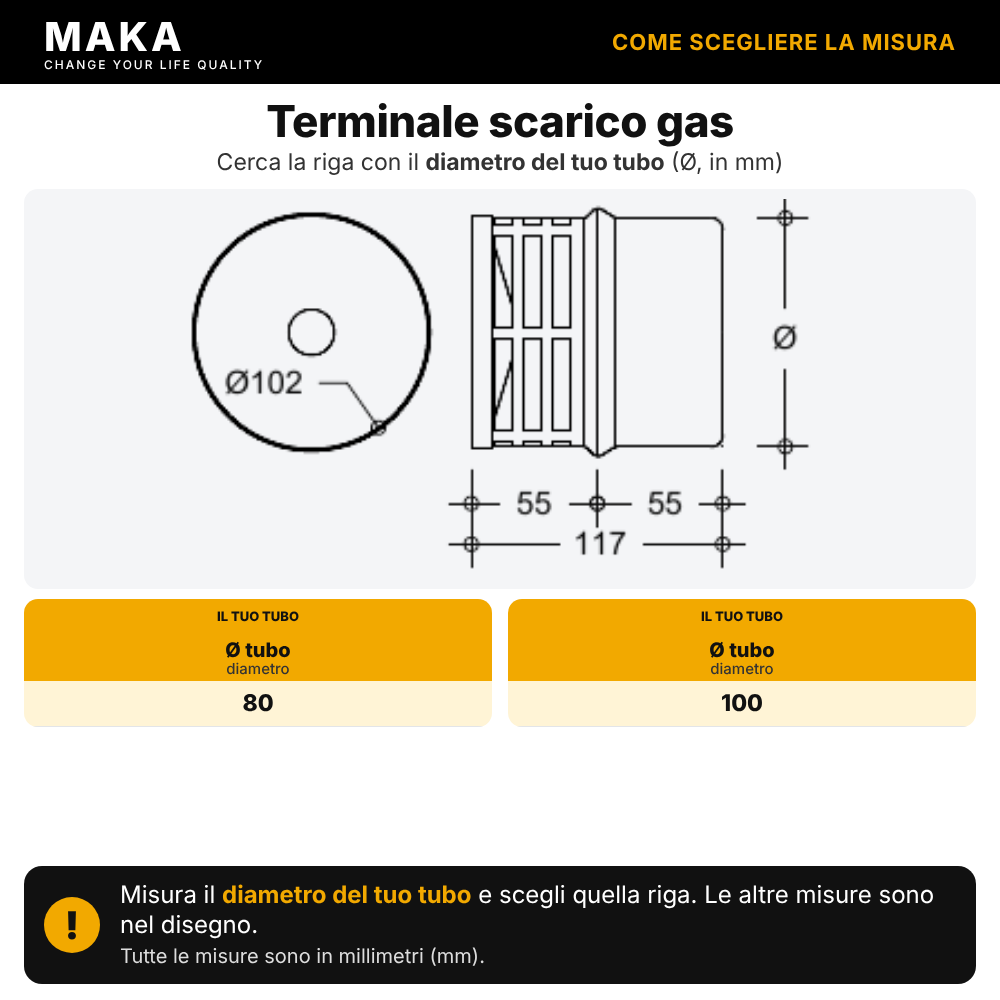 MAKA
CHANGE YOUR LIFE QUALITY
COME SCEGLIERE LA MISURA
Terminale scarico gas
Cerca la riga con il diametro del tuo tubo (Ø, in mm)
Ø102
Ø
55
55
117
IL TUO TUBO
Ø tubo
diametro
80
IL TUO TUBO
Ø tubo
diametro
100
!
Misura il diametro del tuo tubo e scegli quella riga. Le altre misure sono
nel disegno.
Tutte le misure sono in millimetri (mm).